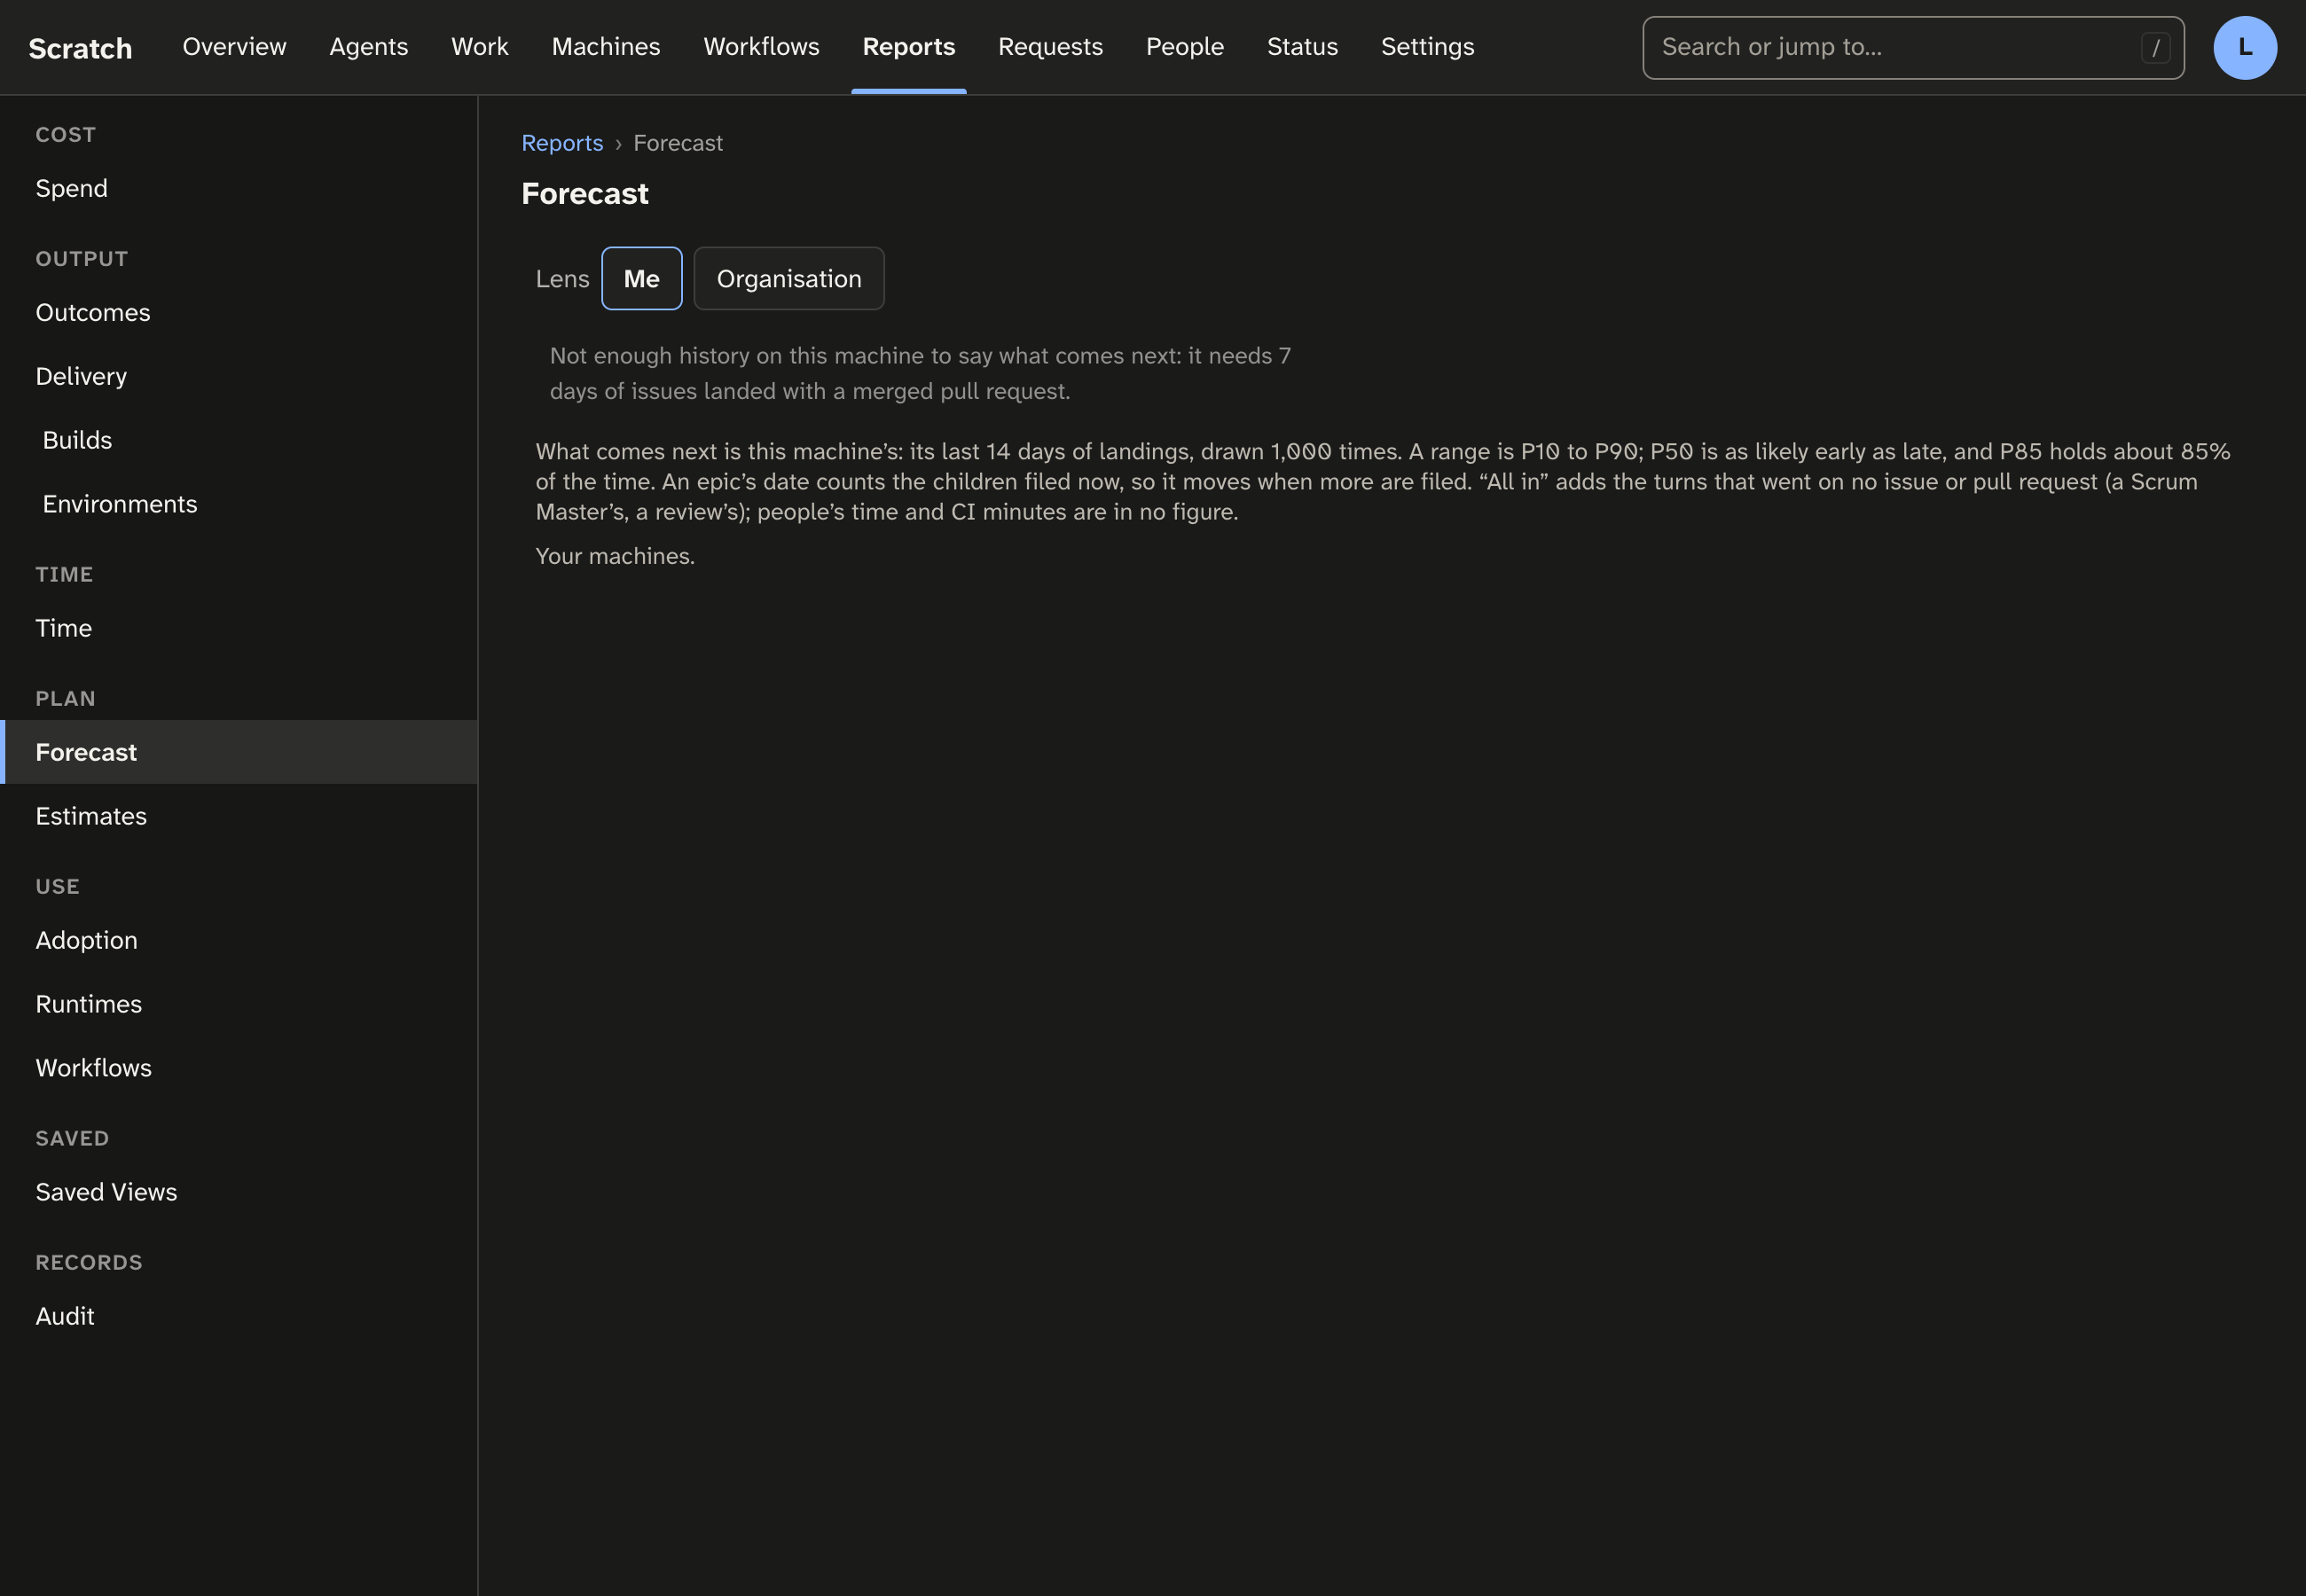 Scratch
Overview
Agents
Work
Machines
Workflows
Reports
Requests
People
Status
Settings
Search or jump to...
/
L
COST
Spend
OUTPUT
Outcomes
Delivery
Builds
Environments
TIME
Time
PLAN
Forecast
Estimates
USE
Adoption
Runtimes
Workflows
SAVED
Saved Views
RECORDS
Audit
Reports › Forecast
Forecast
Lens
Me
Organisation
Not enough history on this machine to say what comes next: it needs 7
days of issues landed with a merged pull request.
What comes next is this machine’s: its last 14 days of landings, drawn 1,000 times. A range is P10 to P90; P50 is as likely early as late, and P85 holds about 85%
of the time. An epic’s date counts the children filed now, so it moves when more are filed. “All in” adds the turns that went on no issue or pull request (a Scrum
Master’s, a review’s); people’s time and CI minutes are in no figure.
Your machines.